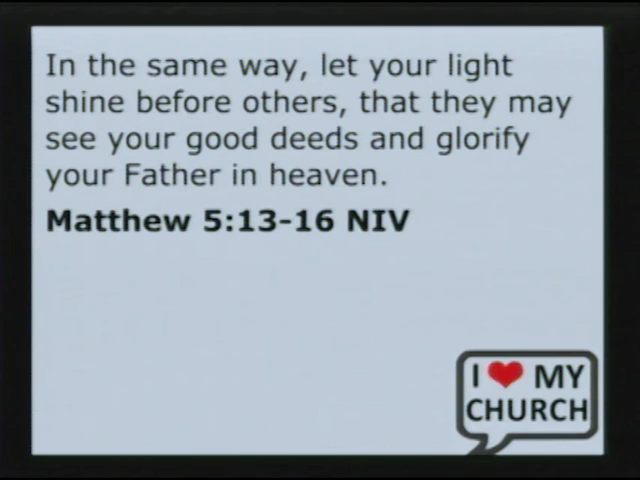 In the same way, let your light
shine before others, that they may
see your good deeds and glorify
your Father in heaven.
Matthew 5:13-16 NIV
I ❤ MY
CHURCH